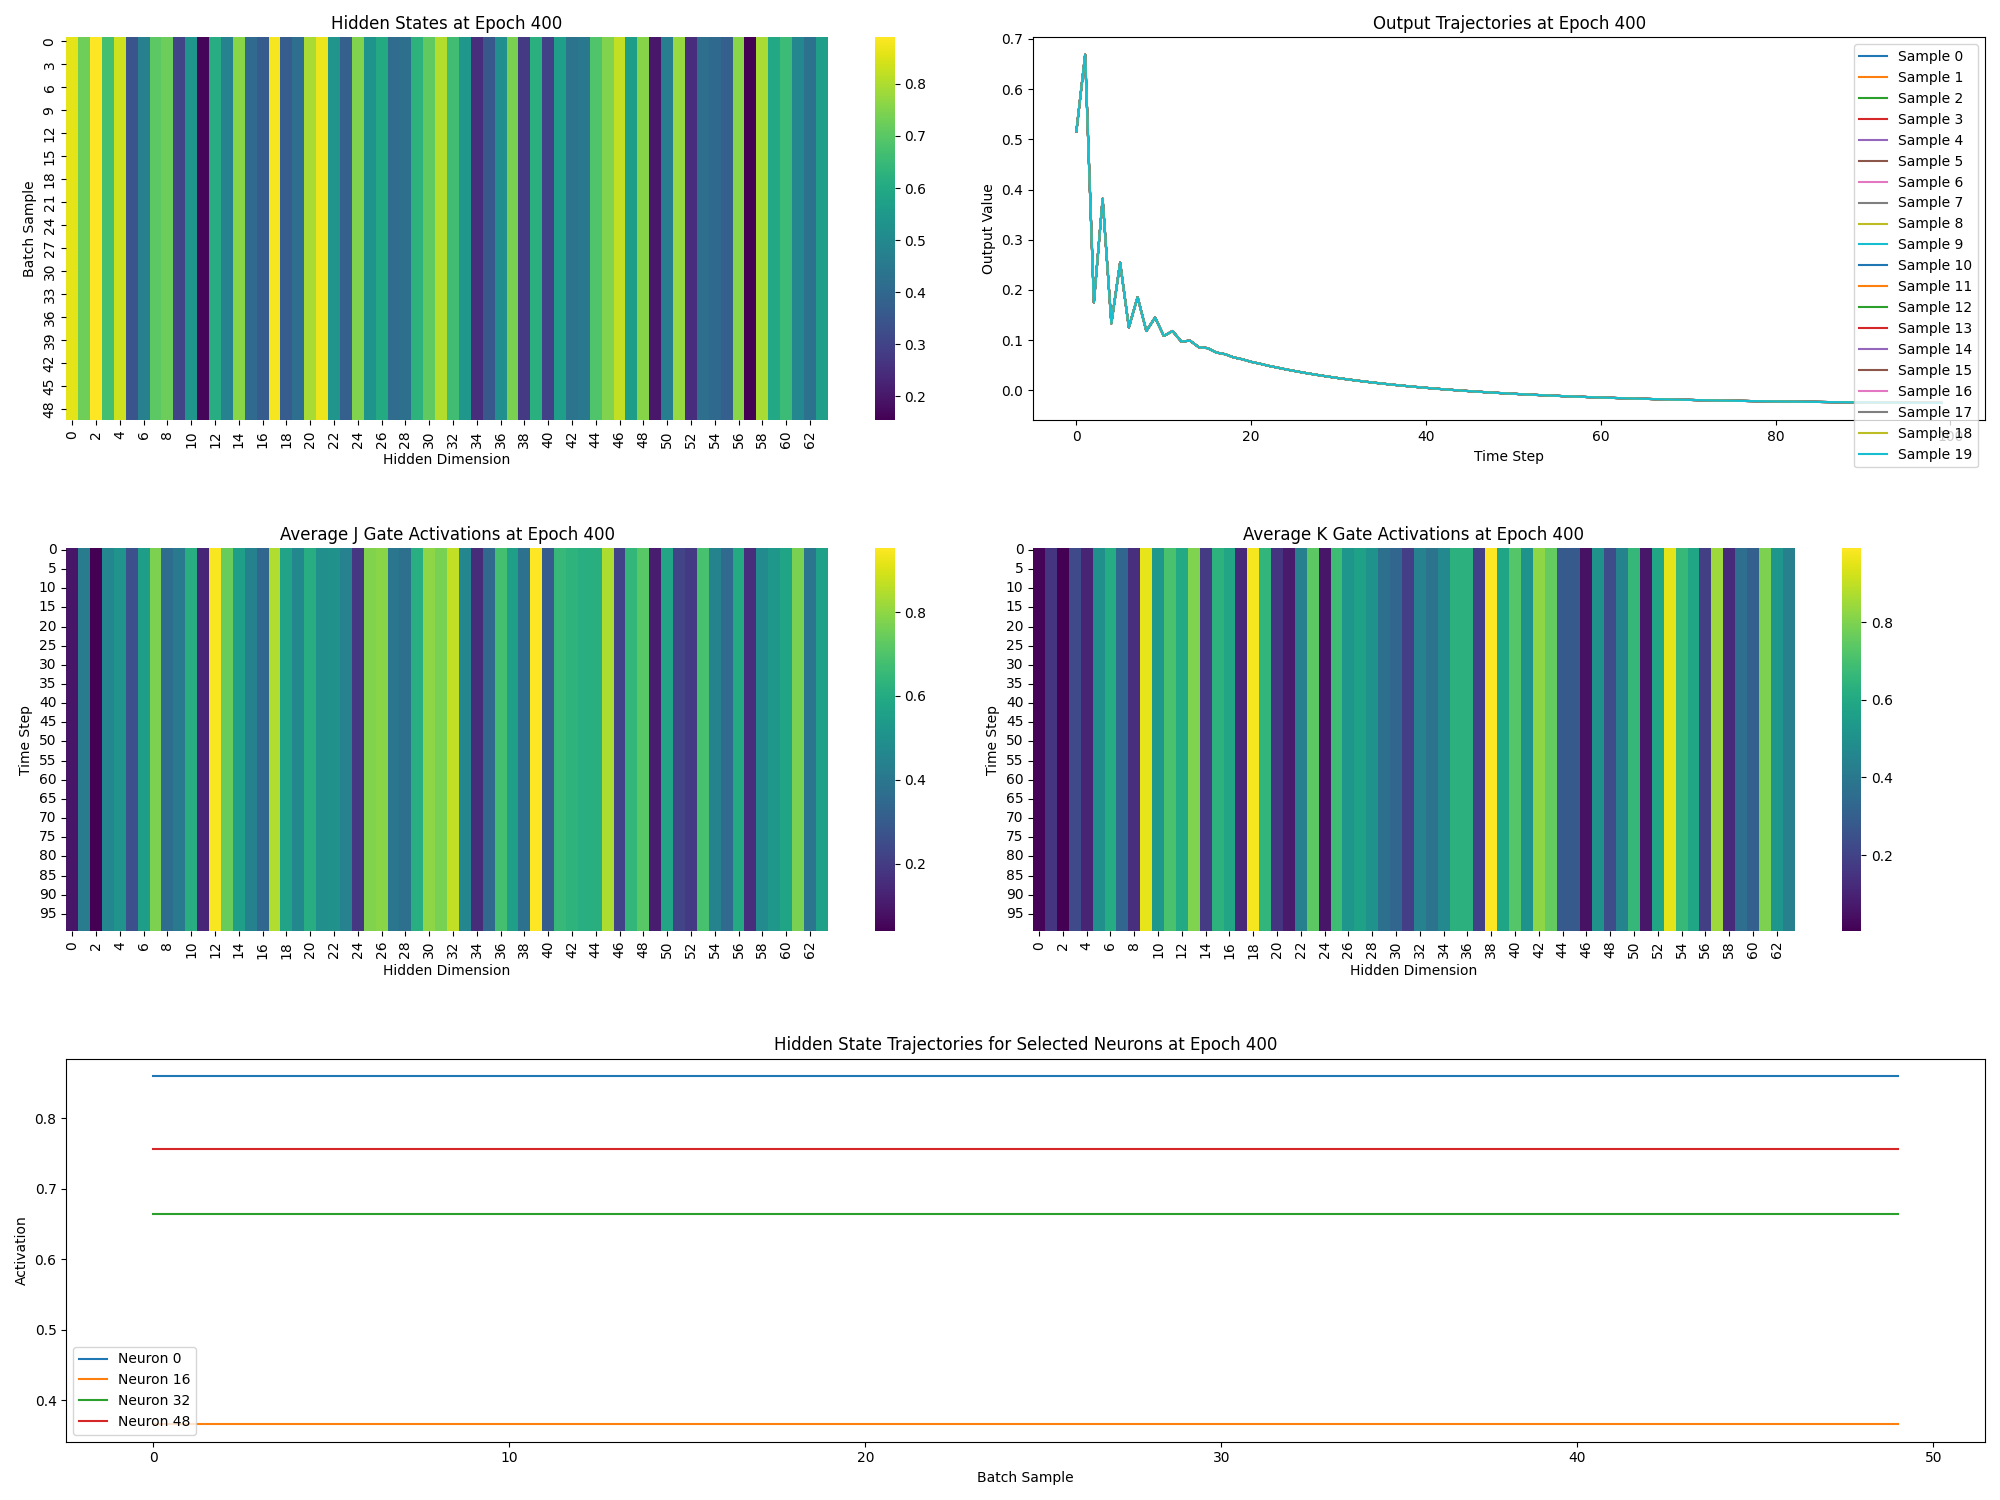 Hidden States at Epoch 400
Batch Sample
0
3
6
9
12
15
18
21
24
27
30
33
36
39
42
45
48
0 2 4 6 8 10 12 14 16 18 20 22 24 26 28 30 32 34 36 38 40 42 44 46 48 50 52 54 56 58 60 62
Hidden Dimension
0.8
0.7
0.6
0.5
0.4
0.3
0.2
Output Trajectories at Epoch 400
Output Value
0.7
0.6
0.5
0.4
0.3
0.2
0.1
0.0
0 20 40 60 80 100
Time Step
Sample 0
Sample 1
Sample 2
Sample 3
Sample 4
Sample 5
Sample 6
Sample 7
Sample 8
Sample 9
Sample 10
Sample 11
Sample 12
Sample 13
Sample 14
Sample 15
Sample 16
Sample 17
Sample 18
Sample 19
Average J Gate Activations at Epoch 400
Time Step
0
5
10
15
20
25
30
35
40
45
50
55
60
65
70
75
80
85
90
95
0 2 4 6 8 10 12 14 16 18 20 22 24 26 28 30 32 34 36 38 40 42 44 46 48 50 52 54 56 58 60 62
Hidden Dimension
0.8
0.6
0.4
0.2
Average K Gate Activations at Epoch 400
Time Step
0
5
10
15
20
25
30
35
40
45
50
55
60
65
70
75
80
85
90
95
0 2 4 6 8 10 12 14 16 18 20 22 24 26 28 30 32 34 36 38 40 42 44 46 48 50 52 54 56 58 60 62
Hidden Dimension
0.8
0.6
0.4
0.2
Hidden State Trajectories for Selected Neurons at Epoch 400
Activation
0.8
0.7
0.6
0.5
0.4
Neuron 0
Neuron 16
Neuron 32
Neuron 48
0 10 20 30 40 50
Batch Sample